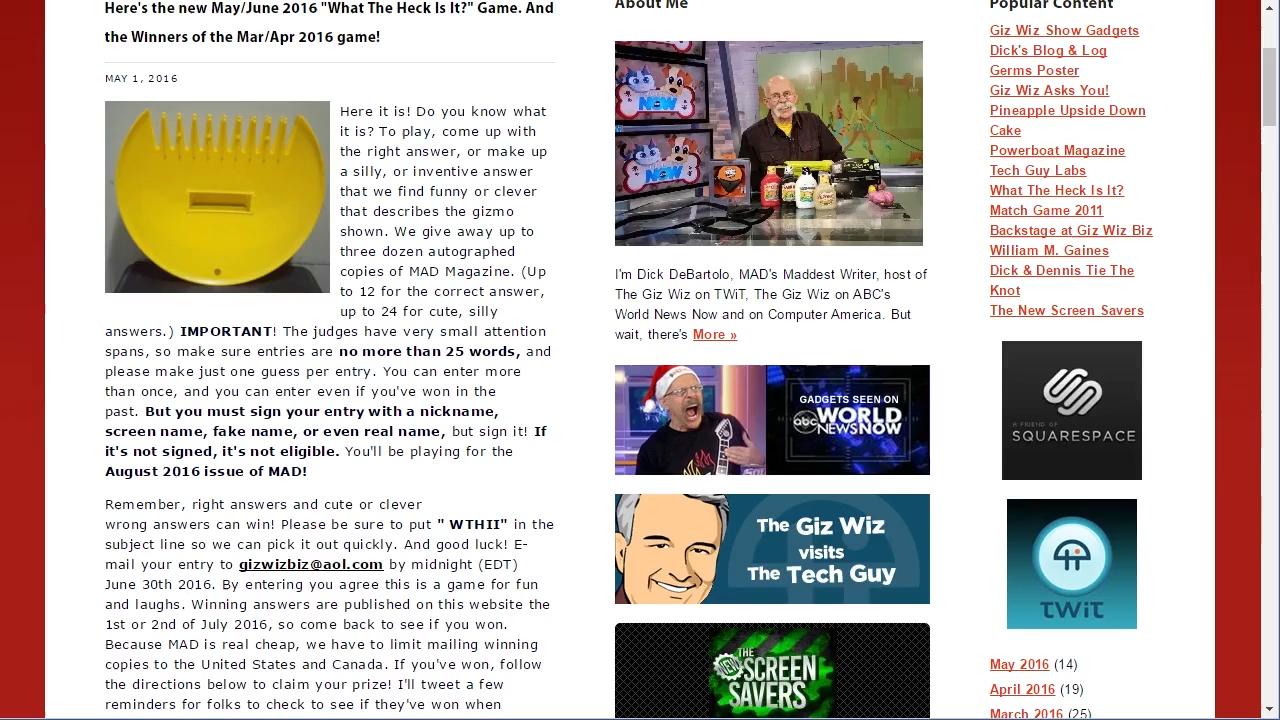 Here's the new May/June 2016 "What The Heck Is It?" Game. And
the Winners of the Mar/Apr 2016 game!
MAY 1, 2016
Here it is! Do you know what
it is? To play, come up with
the right answer, or make up
a silly, or inventive answer
that we find funny or clever
that describes the gizmo
shown. We give away up to
three dozen autographed
copies of MAD Magazine. (Up
to 12 for the correct answer,
up to 24 for cute, silly
answers.) IMPORTANT! The judges have very small attention
spans, so make sure entries are no more than 25 words, and
please make just one guess per entry. You can enter more
than once, and you can enter even if you've won in the
past. But you must sign your entry with a nickname,
screen name, fake name, or even real name, but sign it! If
it's not signed, it's not eligible. You'll be playing for the
August 2016 issue of MAD!
Remember, right answers and cute or clever
wrong answers can win! Please be sure to put " WTHII" in the
subject line so we can pick it out quickly. And good luck! E-
mail your entry to gizwizbiz@aol.com by midnight (EDT)
June 30th 2016. By entering you agree this is a game for fun
and laughs. Winning answers are published on this website the
1st or 2nd of July 2016, so come back to see if you won.
Because MAD is real cheap, we have to limit mailing winning
copies to the United States and Canada. If you've won, follow
the directions below to claim your prize! I'll tweet a few
reminders for folks to check to see if they've won when
About Me
NOW
NOW
I'm Dick DeBartolo, MAD's Maddest Writer, host of
The Giz Wiz on TWiT, The Giz Wiz on ABC's
World News Now and on Computer America. But
wait, there's More »
GADGETS SEEN ON
abc WORLD
NEWS NOW
The Giz Wiz
visits
The Tech Guy
THE
NEW SCREEN
SAVERS
Popular Content
Giz Wiz Show Gadgets
Dick's Blog & Log
Germs Poster
Giz Wiz Asks You!
Pineapple Upside Down
Cake
Powerboat Magazine
Tech Guy Labs
What The Heck Is It?
Match Game 2011
Backstage at Giz Wiz Biz
William M. Gaines
Dick & Dennis Tie The
Knot
The New Screen Savers
A FRIEND OF
SQUARESPACE
TWiT
May 2016 (14)
April 2016 (19)
March 2016 (25)